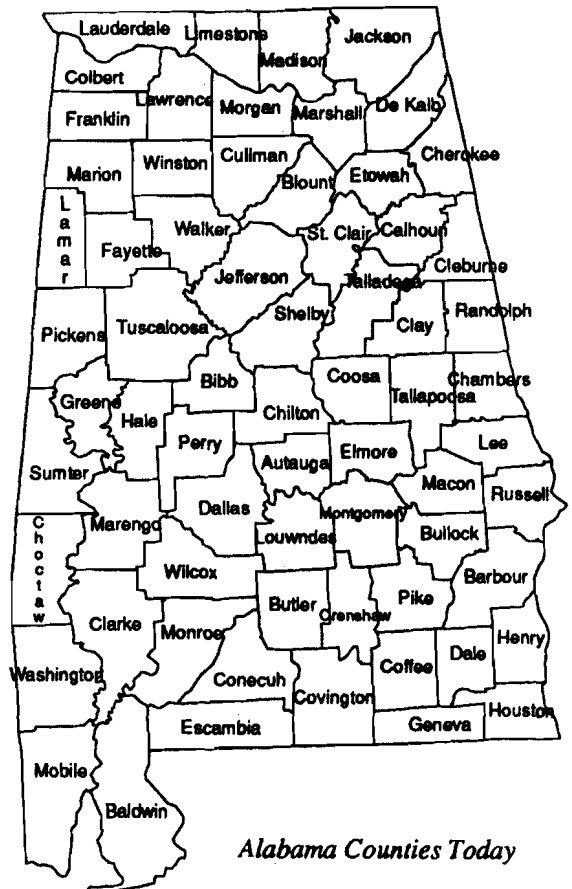 Lauderdale
Limestone
Madison
Jackson
Colbert
Lawrence
Morgan
Marshall
De Kalb
Franklin
Cherokee
Marion
Winston
Cullman
Blount
Etowah
Lamar
Fayette
Walker
St. Clair
Calhoun
Cleburne
Jefferson
Talladega
Pickens
Tuscaloosa
Shelby
Clay
Randolph
Bibb
Coosa
Tallapoosa
Chambers
Greene
Hale
Chilton
Perry
Autauga
Elmore
Lee
Sumter
Macon
Russell
Choctaw
Marengo
Dallas
Lowndes
Montgomery
Bullock
Wilcox
Barbour
Clarke
Monroe
Butler
Crenshaw
Pike
Henry
Washington
Conecuh
Covington
Coffee
Dale
Escambia
Geneva
Houston
Mobile
Baldwin
Alabama Counties Today